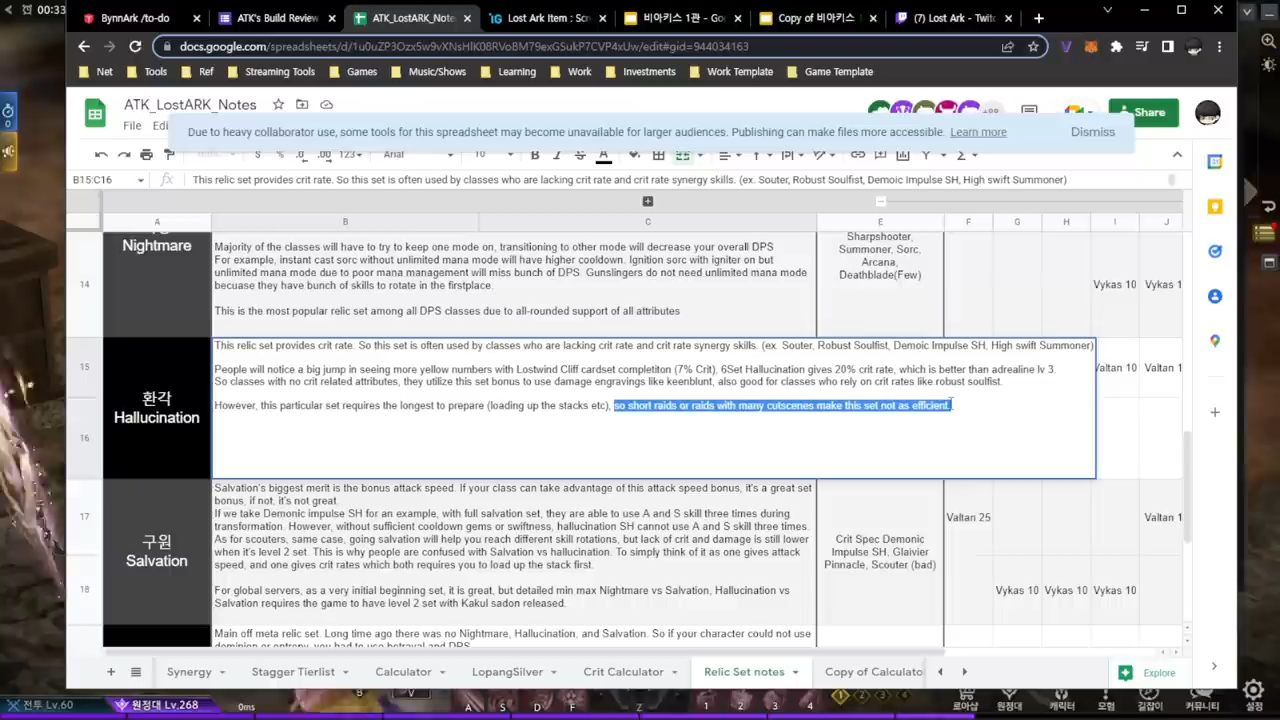 00:33
BynnArk /to-do
ATK's Build Review
ATK_LostARK_Notes
Lost Ark Item : Scr
비아키스 1관 - Goo
Copy of 비아키스
(7) Lost Ark - Twitc
docs.google.com/spreadsheets/d/1u0uZP3Ozx5w9vXNsHlK08RVoBM79exGSukP7CVP4xUw/edit#gid=944034163
Net
Tools
Ref
Streaming Tools
Games
Music/Shows
Learning
Work
Investments
Work Template
Game Template
ATK_LostARK_Notes
File
Share
Due to heavy collaborator use, some tools for this spreadsheet may become unavailable for larger audiences. Publishing can make files more accessible. Learn more
Dismiss
Arial
10
B15:C16
This relic set provides crit rate. So this set is often used by classes who are lacking crit rate and crit rate synergy skills. (ex. Souter, Robust Soulfist, Demoic Impulse SH, High swift Summoner)
A B C E F G H I J
Nightmare
14
Majority of the classes will have to try to keep one mode on, transitioning to other mode will decrease your overall DPS
For example, instant cast sorc without unlimited mana mode will have higher cooldown. Ignition sorc with igniter on but
unlimited mana mode due to poor mana management will miss bunch of DPS. Gunslingers do not need unlimited mana mode
becuase they have bunch of skills to rotate in the firstplace.
This is the most popular relic set among all DPS classes due to all-rounded support of all attributes
Sharpshooter,
Summoner, Sorc,
Arcana,
Deathblade(Few)
Vykas 10
Vykas 1
15
16
환각
Hallucination
This relic set provides crit rate. So this set is often used by classes who are lacking crit rate and crit rate synergy skills. (ex. Souter, Robust Soulfist, Demoic Impulse SH, High swift Summoner)
People will notice a big jump in seeing more yellow numbers with Lostwind Cliff cardset completiton (7% Crit), 6Set Hallucination gives 20% crit rate, which is better than adrealine lv 3.
So classes with no crit related attributes, they utilize this set bonus to use damage engravings like keenblunt, also good for classes who rely on crit rates like robust soulfist.
However, this particular set requires the longest to prepare (loading up the stacks etc), so short raids or raids with many cutscenes make this set not as efficient.
Vykas 10
Vykas 1
17
18
구원
Salvation
Salvation's biggest merit is the bonus attack speed. If your class can take advantage of this attack speed bonus, it's a great set
bonus, if not, it's not great.
If we take Demonic impulse SH for an example, with full salvation set, they are able to use A and S skill three times during
transformation. However, without sufficient cooldown gems or swiftness, hallucination SH cannot use A and S skill three times.
As for scouters, same case, going salvation will help you reach different skill rotations, but lack of crit and damage is still lower
when it's level 2 set. This is why people are confused with Salvation vs hallucination. To simply think of it as one gives attack
speed, and one gives crit rates which both requires you to load up the stack first.
For global servers, as a very initial beginning set, it is great, but detailed min max Nightmare vs Salvation, Hallucination vs
Salvation requires the game to have level 2 set with Kakul sadon released.
Crit Spec Demonic
Impulse SH, Glaivier
Pinnacle, Scouter (bad)
Valtan 25
Valtan 1
Vykas 10
Vykas 10
Vykas 10
Main off meta relic set. Long time ago there was no Nightmare, Hallucination, and Salvation. So if your character could not use
dominion or entropy, you had to use betrayal and DPS
Synergy
Stagger Tierlist
Calculator
LopangSilver
Crit Calculator
Relic Set notes
Copy of Calculato
Explore
전투 Lv.60
원정대 Lv.268
0ms
B V
A S D F Z 1 2 3 4
로아샵
원정대
캐릭터
모험
길드
커뮤니티
설정